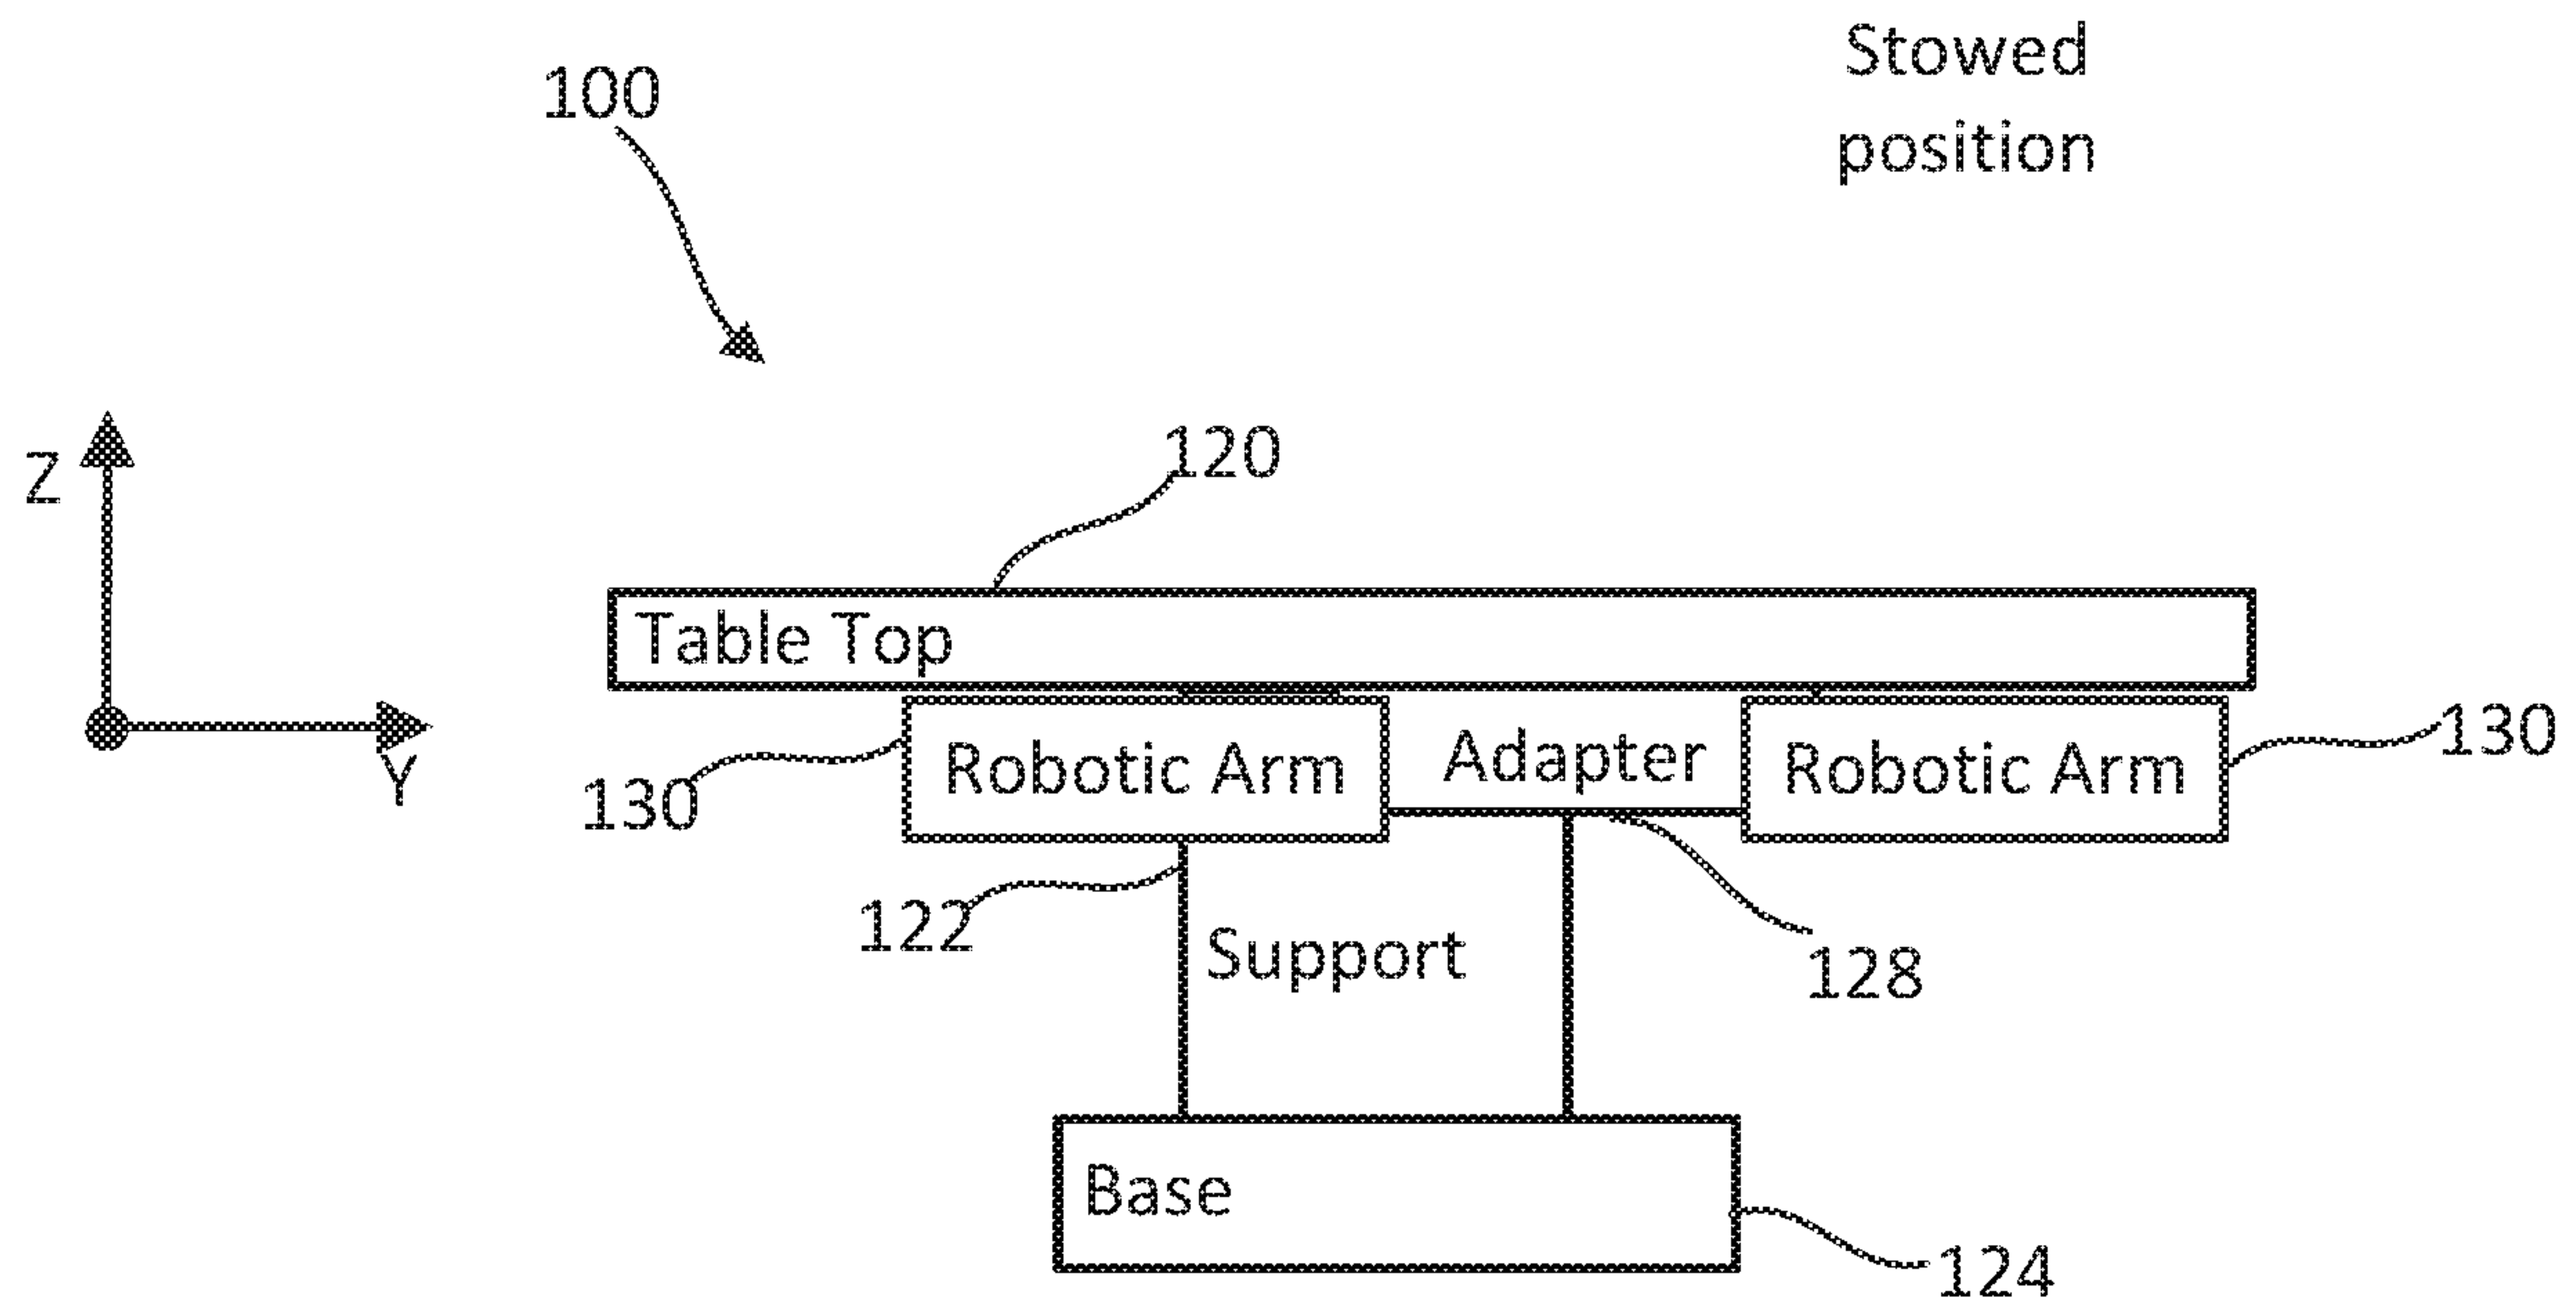 Stowed
position
100
Z
Y
120
Table Top
130
Robotic Arm
Adapter
Robotic Arm
130
122
Support
128
Base
124